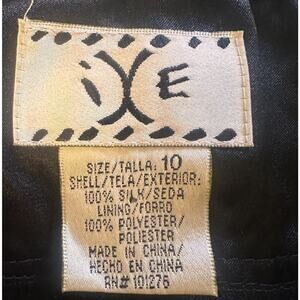 SIZE/TALLA: 10
SHELL/TELA/EXTERIOR:
100% SILK/SEDA
LINING/FORRO
100% POLYESTER/
POLIESTER
MADE IN CHINA/
HECHO EN CHINA
RN# 101276